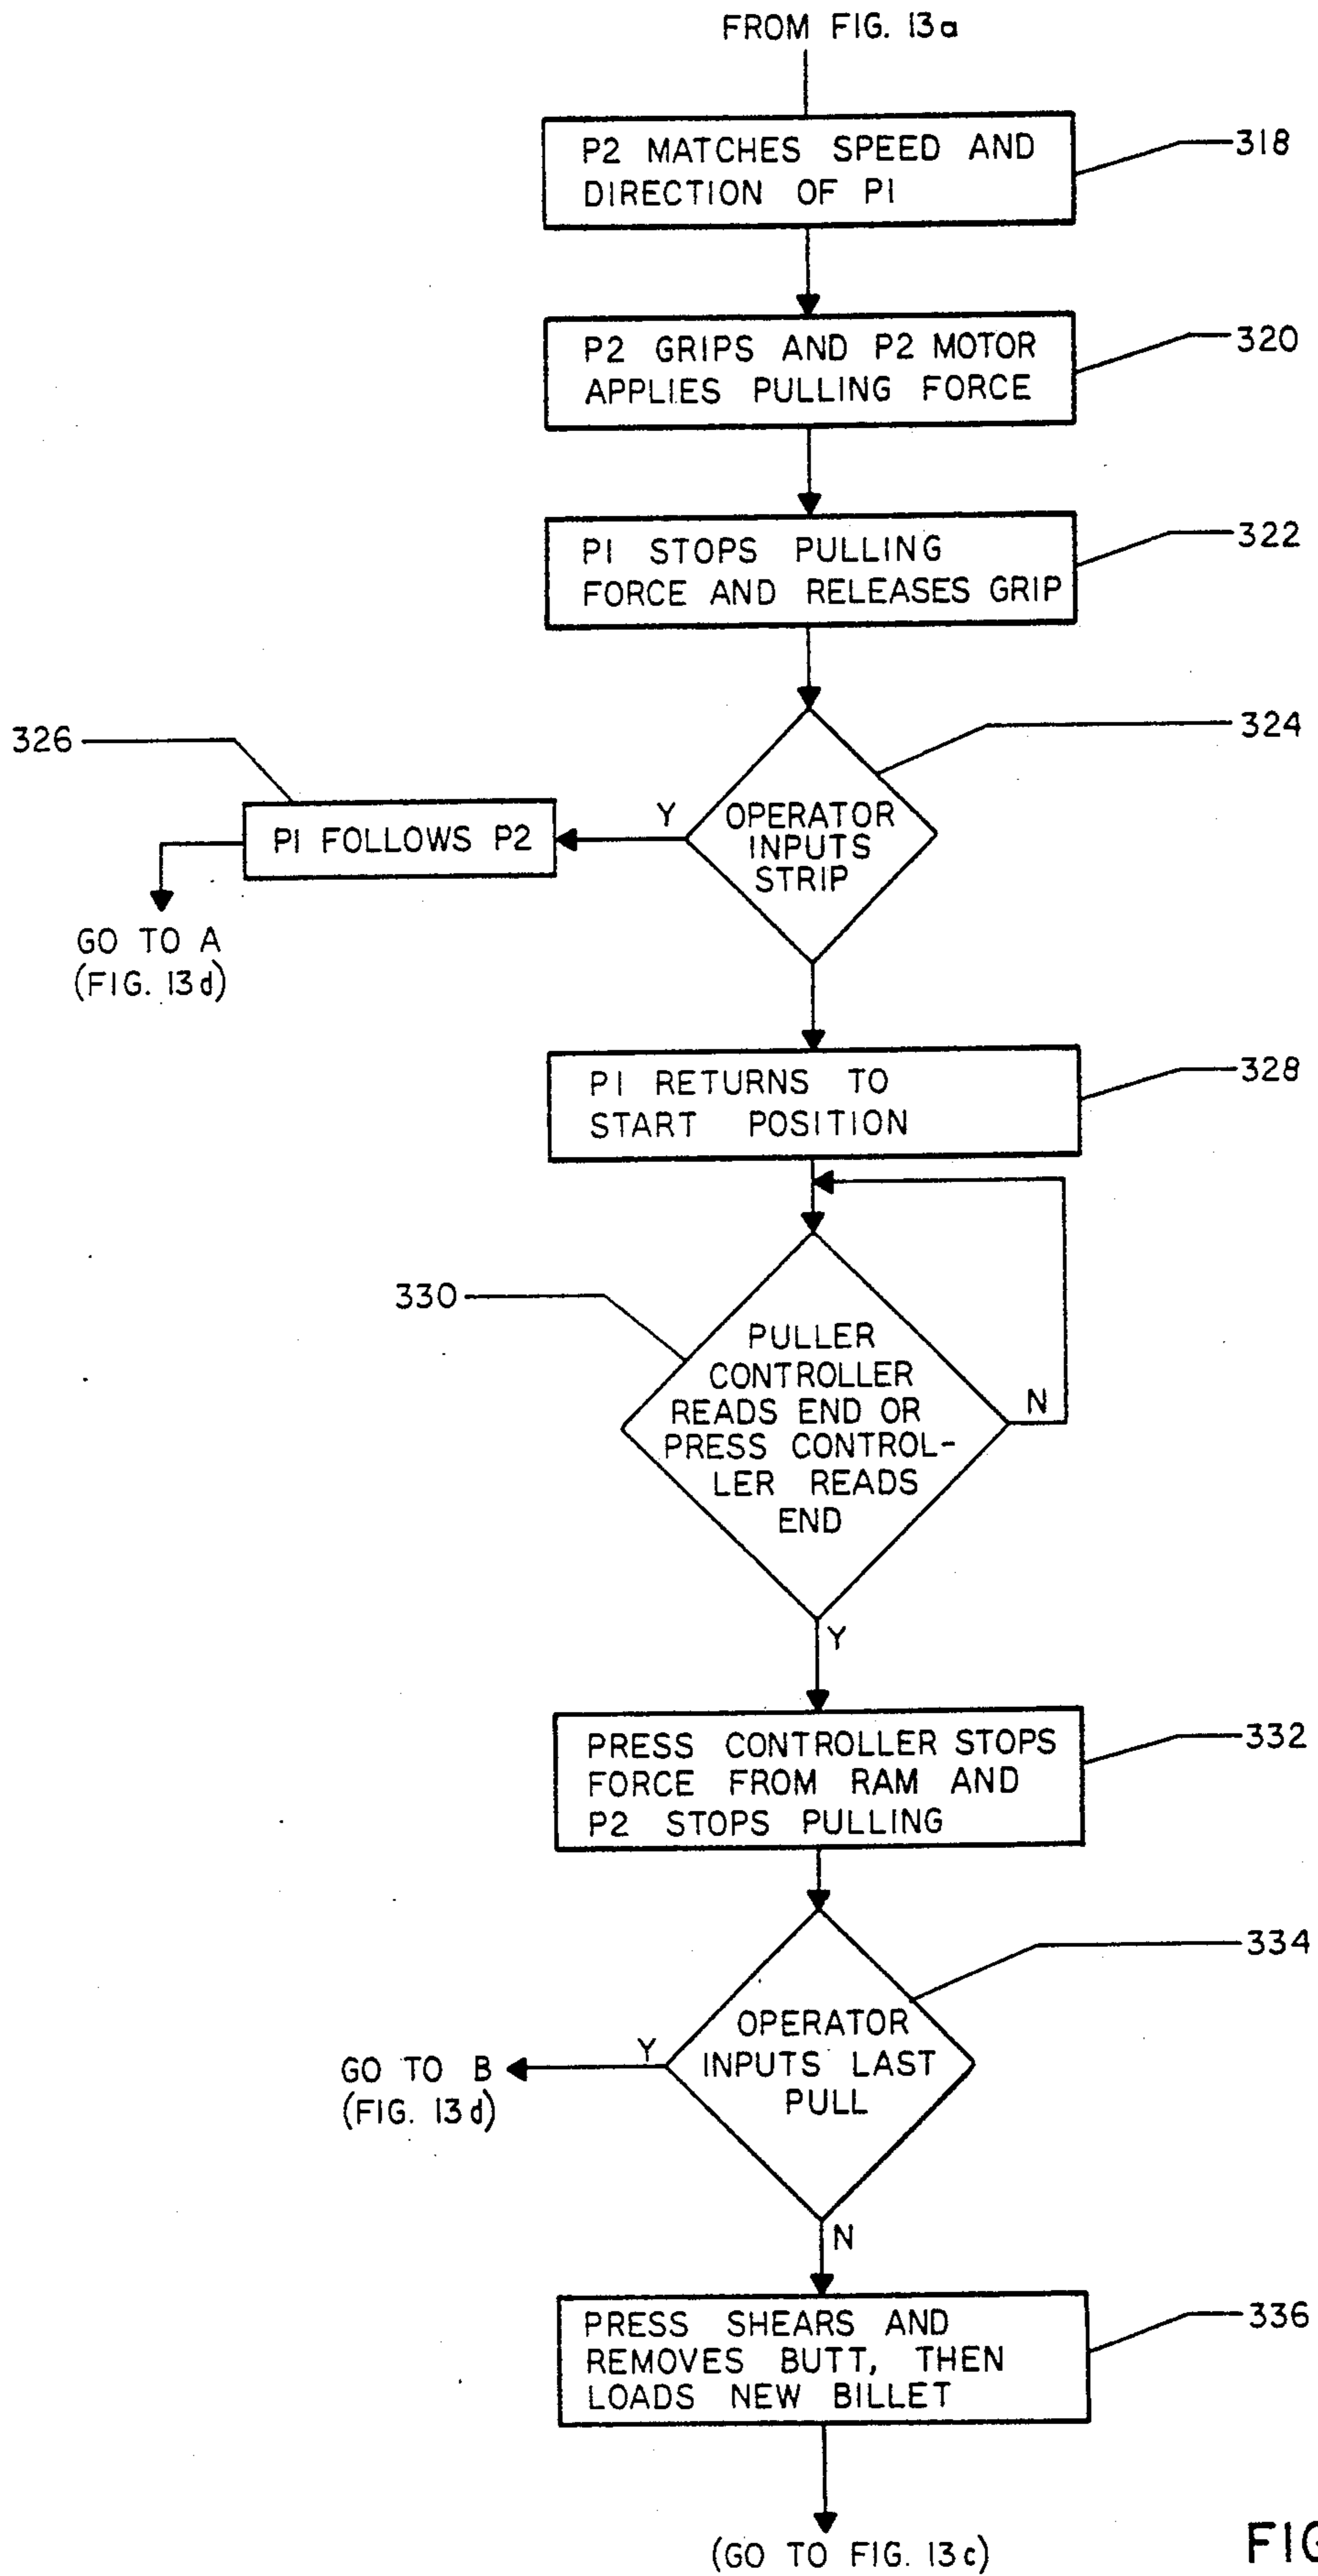 FROM FIG. 13a
P2 MATCHES SPEED AND
DIRECTION OF P1
318
P2 GRIPS AND P2 MOTOR
APPLIES PULLING FORCE
320
P1 STOPS PULLING
FORCE AND RELEASES GRIP
322
324
326
P1 FOLLOWS P2
Y
OPERATOR
INPUTS
STRIP
GO TO A
(FIG. 13d)
P1 RETURNS TO
START POSITION
328
330
PULLER
CONTROLLER
READS END OR
PRESS CONTROL-
LER READS
END
N
Y
PRESS CONTROLLER STOPS
FORCE FROM RAM AND
P2 STOPS PULLING
332
334
OPERATOR
INPUTS LAST
PULL
Y
GO TO B
(FIG. 13d)
N
PRESS SHEARS AND
REMOVES BUTT, THEN
LOADS NEW BILLET
336
(GO TO FIG. 13c)
FIG